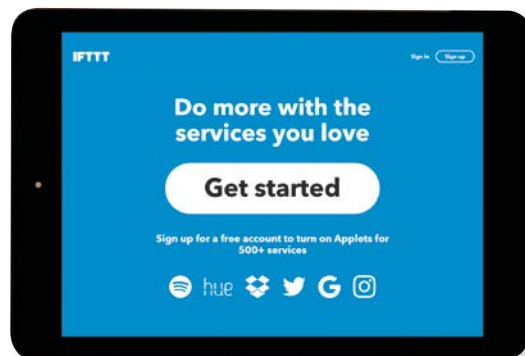 IFTTT
Sign in Sign up
Do more with the
services you love
Get started
Sign up for a free account to turn on Applets for
500+ services
hue
G